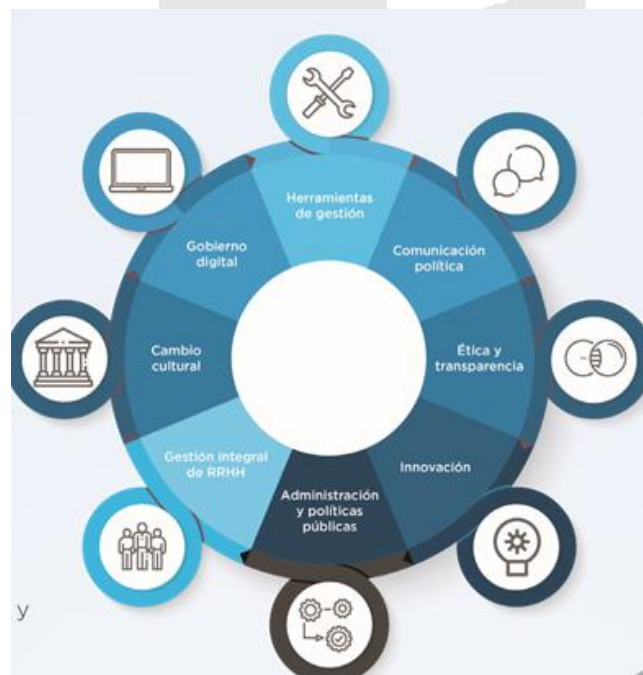 Herramientas
de gestión
Comunicación
política
Ética y
transparencia
Innovación
Administración
y políticas
públicas
Gestión integral
de RRHH
Cambio
cultural
Gobierno
digital
y